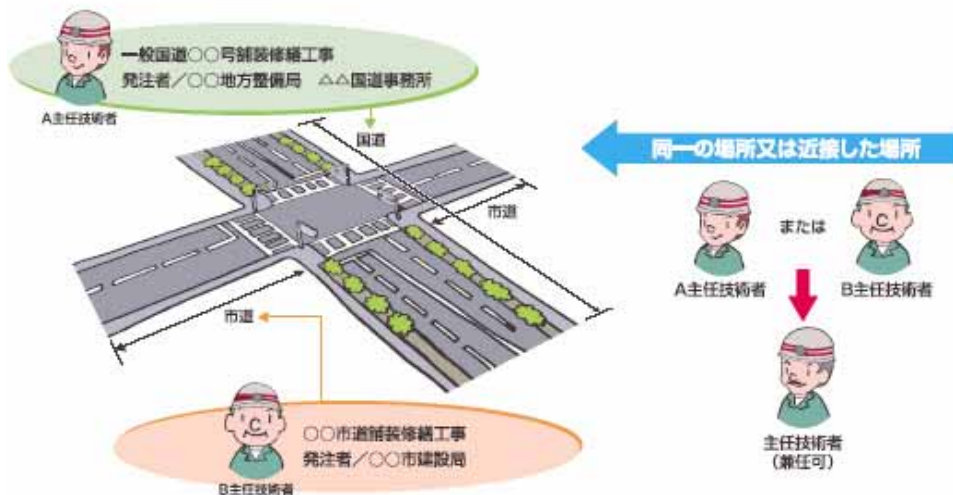 一般国道○○号舗装修繕工事
発注者／○○地方整備局 △△国道事務所
A主任技術者
国道
市道
市道
○○市道舗装修繕工事
発注者／○○市建設局
B主任技術者
同一の場所又は近接した場所
または
A主任技術者
B主任技術者
主任技術者
（兼任可）